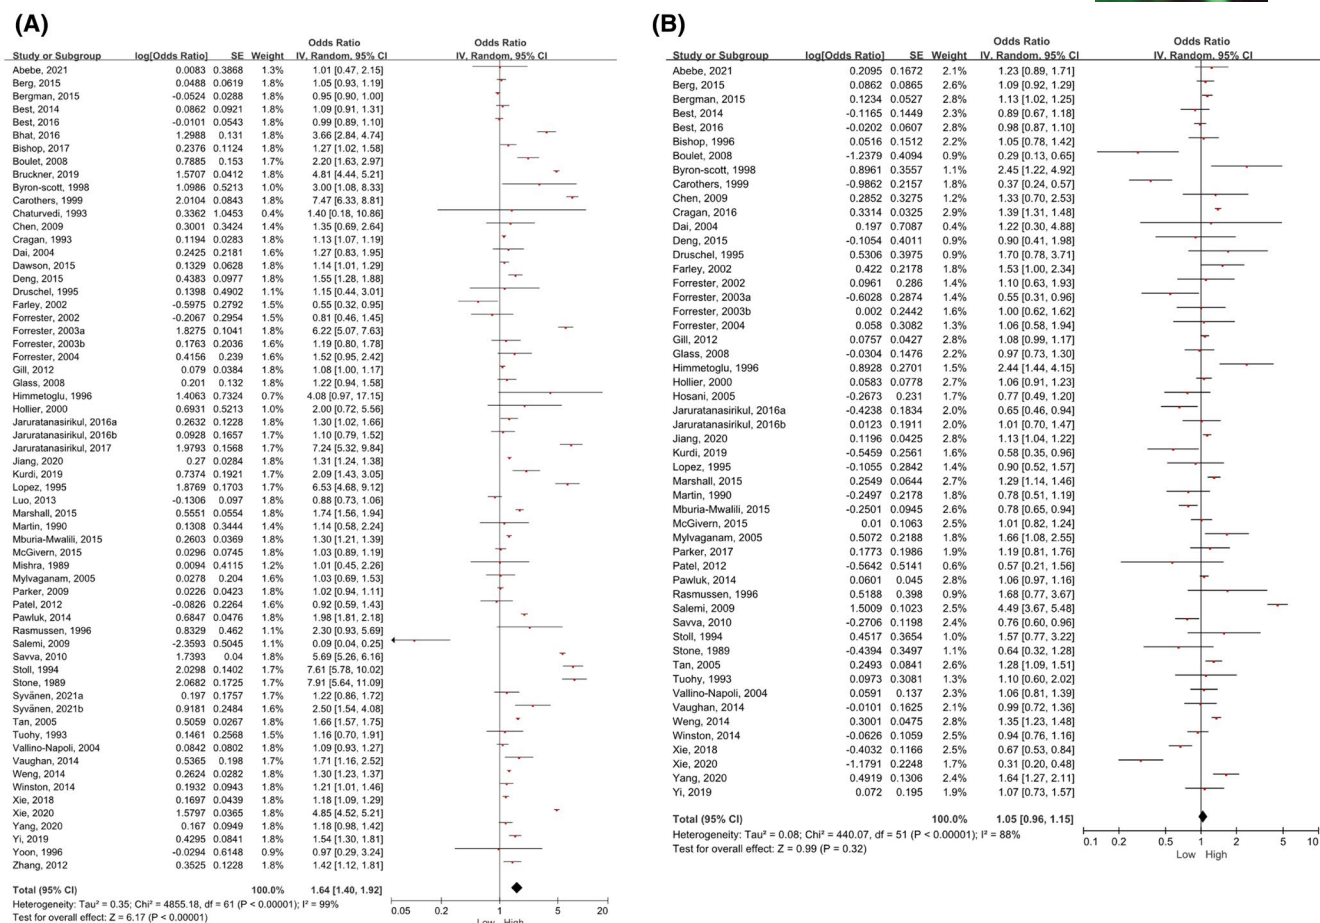 (A)
Odds Ratio Odds Ratio
Study or Subgroup log[Odds Ratio] SE Weight IV, Random, 95% CI IV, Random, 95% CI
Abebe, 2021 0.0083 0.3868 1.3% 1.01 [0.47, 2.15]
Berg, 2015 0.0488 0.0619 1.8% 1.05 [0.93, 1.19]
Bergman, 2015 -0.0524 0.0288 1.8% 0.95 [0.90, 1.00]
Best, 2014 0.0862 0.0921 1.8% 1.09 [0.91, 1.31]
Best, 2016 -0.0101 0.0543 1.8% 0.99 [0.89, 1.10]
Bhat, 2016 1.2988 0.131 1.7% 3.66 [2.84, 4.74]
Bishop, 2017 0.2376 0.1124 1.7% 1.27 [1.02, 1.58]
Boulet, 2008 0.7885 0.153 1.7% 2.20 [1.63, 2.97]
Bruckner, 2019 1.5707 0.0412 1.8% 4.81 [4.44, 5.21]
Byron-scott, 1998 1.0986 0.5213 1.0% 3.00 [1.08, 8.33]
Carothers, 1999 2.0104 0.0843 1.8% 7.47 [6.33, 8.81]
Chaturvedi, 1993 0.3362 1.0453 0.4% 1.40 [0.18, 10.86]
Chen, 2009 0.3001 0.3424 1.4% 1.35 [0.69, 2.64]
Cragan, 1993 0.1194 0.0283 1.8% 1.13 [1.07, 1.19]
Dai, 2004 0.2425 0.2181 1.6% 1.27 [0.83, 1.95]
Dawson, 2015 0.1329 0.0628 1.8% 1.14 [1.01, 1.29]
Deng, 2015 0.4383 0.0977 1.8% 1.55 [1.28, 1.88]
Druschel, 1995 0.1398 0.4902 1.1% 1.15 [0.44, 3.01]
Farley, 2002 -0.5975 0.2792 1.5% 0.55 [0.32, 0.95]
Forrester, 2002 -0.2067 0.2954 1.5% 0.81 [0.46, 1.45]
Forrester, 2003a 1.8275 0.1041 1.8% 6.22 [5.07, 7.63]
Forrester, 2003b 0.1763 0.2036 1.6% 1.19 [0.80, 1.78]
Forrester, 2004 0.4156 0.239 1.6% 1.52 [0.95, 2.42]
Gill, 2012 0.079 0.0384 1.8% 1.08 [1.00, 1.17]
Glass, 2008 0.201 0.132 1.7% 1.22 [0.94, 1.58]
Himmetoglu, 1996 1.4063 0.7324 0.7% 4.08 [0.97, 17.15]
Hollier, 2000 0.6931 0.5213 1.0% 2.00 [0.72, 5.56]
Jaruratanasirikul, 2016a 0.2632 0.1228 1.7% 1.30 [1.02, 1.66]
Jaruratanasirikul, 2016b 0.0928 0.1657 1.7% 1.10 [0.79, 1.52]
Jaruratanasirikul, 2017 1.9793 0.1568 1.7% 7.24 [5.32, 9.84]
Jiang, 2020 0.27 0.0284 1.8% 1.31 [1.24, 1.38]
Kurdi, 2019 0.7374 0.1921 1.6% 2.09 [1.43, 3.05]
Lopez, 1995 1.8769 0.1703 1.7% 6.53 [4.68, 9.12]
Luo, 2013 -0.1306 0.097 1.8% 0.88 [0.73, 1.06]
Marshall, 2015 0.5551 0.0554 1.8% 1.74 [1.56, 1.94]
Martin, 1990 0.1308 0.3444 1.4% 1.14 [0.58, 2.24]
Mburia-Mwalili, 2015 0.2603 0.0369 1.8% 1.30 [1.21, 1.39]
McGivern, 2015 0.0296 0.0745 1.8% 1.03 [0.89, 1.19]
Mishra, 1989 0.0094 0.4115 1.2% 1.01 [0.45, 2.26]
Mylvaganam, 2005 0.0278 0.204 1.6% 1.03 [0.69, 1.53]
Parker, 2009 0.0226 0.0423 1.8% 1.02 [0.94, 1.11]
Patel, 2012 -0.0826 0.2264 1.6% 0.92 [0.59, 1.43]
Pawluk, 2014 0.6847 0.0476 1.8% 1.98 [1.81, 2.18]
Rasmussen, 1996 0.8329 0.462 1.1% 2.30 [0.93, 5.69]
Salemi, 2009 -2.3593 0.5045 1.1% 0.09 [0.04, 0.25]
Savva, 2010 1.7393 0.04 1.8% 5.69 [5.26, 6.16]
Stoll, 1994 2.0298 0.1402 1.7% 7.61 [5.78, 10.02]
Stone, 1989 2.0682 0.1725 1.7% 7.91 [5.64, 11.09]
Syvänen, 2021a 0.197 0.1757 1.7% 1.22 [0.86, 1.72]
Syvänen, 2021b 0.9181 0.2484 1.5% 2.50 [1.54, 4.08]
Tan, 2005 0.5059 0.0267 1.8% 1.66 [1.57, 1.75]
Tuohy, 1993 0.1461 0.2568 1.5% 1.16 [0.70, 1.91]
Vallino-Napoli, 2004 0.0842 0.0802 1.8% 1.09 [0.93, 1.27]
Vaughan, 2014 0.5365 0.198 1.6% 1.71 [1.16, 2.52]
Weng, 2014 0.2624 0.0282 1.8% 1.30 [1.23, 1.37]
Winston, 2014 0.1932 0.0943 1.8% 1.21 [1.01, 1.46]
Xie, 2018 0.1697 0.0439 1.8% 1.18 [1.09, 1.29]
Xie, 2020 1.5797 0.0365 1.8% 4.85 [4.52, 5.21]
Yang, 2020 0.167 0.0949 1.8% 1.18 [0.98, 1.42]
Yi, 2019 0.4295 0.0841 1.8% 1.54 [1.30, 1.81]
Yoon, 1996 -0.0294 0.6148 0.9% 0.97 [0.29, 3.24]
Zhang, 2012 0.3525 0.1228 1.7% 1.42 [1.12, 1.81]
Total (95% CI) 100.0% 1.64 [1.40, 1.92]
Heterogeneity: Tau² = 0.35; Chi² = 4855.18, df = 61 (P < 0.00001); I² = 99%
Test for overall effect: Z = 6.17 (P < 0.00001)
0.05 0.2 1 5 20
Low High
(B)
Odds Ratio Odds Ratio
Study or Subgroup log[Odds Ratio] SE Weight IV, Random, 95% CI IV, Random, 95% CI
Abebe, 2021 0.2095 0.1672 2.1% 1.23 [0.89, 1.71]
Berg, 2015 0.0862 0.0865 2.6% 1.09 [0.92, 1.29]
Bergman, 2015 0.1234 0.0527 2.8% 1.13 [1.02, 1.25]
Best, 2014 -0.1165 0.1449 2.3% 0.89 [0.67, 1.18]
Best, 2016 -0.0202 0.0607 2.8% 0.98 [0.87, 1.10]
Bishop, 1996 0.0516 0.1512 2.2% 1.05 [0.78, 1.42]
Boulet, 2008 -1.2379 0.4094 0.9% 0.29 [0.13, 0.65]
Byron-scott, 1998 0.8961 0.3557 1.1% 2.45 [1.22, 4.92]
Carothers, 1999 -0.9862 0.2157 1.8% 0.37 [0.24, 0.57]
Chen, 2009 0.2852 0.3275 1.2% 1.33 [0.70, 2.53]
Cragan, 2016 0.3314 0.0325 2.9% 1.39 [1.31, 1.48]
Dai, 2004 0.197 0.7087 0.4% 1.22 [0.30, 4.88]
Deng, 2015 -0.1054 0.4011 0.9% 0.90 [0.41, 1.98]
Druschel, 1995 0.5306 0.3975 1.0% 1.70 [0.78, 3.71]
Farley, 2002 0.422 0.2178 1.8% 1.53 [1.00, 2.34]
Forrester, 2002 0.0961 0.286 1.4% 1.10 [0.63, 1.93]
Forrester, 2003a -0.6028 0.2874 1.4% 0.55 [0.31, 0.96]
Forrester, 2003b 0.002 0.2442 1.6% 1.00 [0.62, 1.62]
Forrester, 2004 0.058 0.3082 1.3% 1.06 [0.58, 1.94]
Gill, 2012 0.0757 0.0427 2.8% 1.08 [0.99, 1.17]
Glass, 2008 -0.0304 0.1476 2.2% 0.97 [0.73, 1.30]
Himmetoglu, 1996 0.8928 0.2701 1.5% 2.44 [1.44, 4.15]
Hollier, 2000 0.0583 0.0778 2.7% 1.06 [0.91, 1.23]
Hosani, 2005 -0.2673 0.231 1.7% 0.77 [0.49, 1.20]
Jaruratanasirikul, 2016a -0.4238 0.1834 2.0% 0.65 [0.46, 0.94]
Jaruratanasirikul, 2016b 0.0123 0.1911 2.0% 1.01 [0.70, 1.47]
Jiang, 2020 0.1196 0.0425 2.8% 1.13 [1.04, 1.22]
Kurdi, 2019 -0.5459 0.2561 1.6% 0.58 [0.35, 0.96]
Lopez, 1995 -0.1055 0.2842 1.4% 0.90 [0.52, 1.57]
Marshall, 2015 0.2549 0.0644 2.7% 1.29 [1.14, 1.46]
Martin, 1990 -0.2497 0.2178 1.8% 0.78 [0.51, 1.19]
Mburia-Mwalili, 2015 -0.2501 0.0945 2.6% 0.78 [0.65, 0.94]
McGivern, 2015 0.01 0.1063 2.5% 1.01 [0.82, 1.24]
Mylvaganam, 2005 0.5072 0.2188 1.8% 1.66 [1.08, 2.55]
Parker, 2017 0.1773 0.1986 1.9% 1.19 [0.81, 1.76]
Patel, 2012 -0.5642 0.5141 0.7% 0.57 [0.21, 1.56]
Pawluk, 2014 0.0601 0.045 2.8% 1.06 [0.97, 1.16]
Rasmussen, 1996 0.5188 0.398 1.0% 1.68 [0.77, 3.67]
Salemi, 2009 1.5009 0.1023 2.5% 4.49 [3.67, 5.48]
Savva, 2010 -0.2706 0.1198 2.4% 0.76 [0.60, 0.96]
Stoll, 1994 0.4517 0.3654 1.1% 1.57 [0.77, 3.22]
Stone, 1989 -0.4394 0.3497 1.1% 0.64 [0.32, 1.28]
Tan, 2005 0.2493 0.0841 2.6% 1.28 [1.09, 1.51]
Tuohy, 1993 0.0973 0.3081 1.3% 1.10 [0.60, 2.02]
Vallino-Napoli, 2004 0.0591 0.137 2.3% 1.06 [0.81, 1.39]
Vaughan, 2014 -0.0101 0.1625 2.2% 0.99 [0.72, 1.36]
Weng, 2014 0.3001 0.0475 2.8% 1.35 [1.23, 1.48]
Winston, 2014 -0.0626 0.1059 2.5% 0.94 [0.76, 1.16]
Xie, 2018 -0.4032 0.1166 2.4% 0.67 [0.53, 0.84]
Xie, 2020 -1.1791 0.2248 1.7% 0.31 [0.20, 0.48]
Yang, 2020 0.4919 0.1306 2.4% 1.64 [1.27, 2.11]
Yi, 2019 0.072 0.195 1.9% 1.07 [0.73, 1.57]
Total (95% CI) 100.0% 1.05 [0.96, 1.15]
Heterogeneity: Tau² = 0.08; Chi² = 440.07, df = 51 (P < 0.00001); I² = 88%
Test for overall effect: Z = 0.99 (P = 0.32)
0.1 0.2 0.5 1 2 5 10
Low High